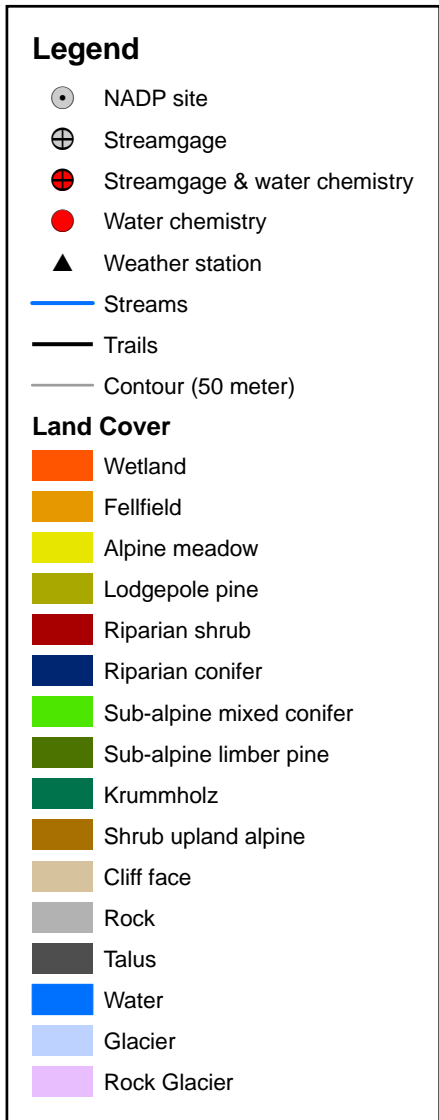 Legend
NADP site
Streamgage
Streamgage & water chemistry
Water chemistry
Weather station
Streams
Trails
Contour (50 meter)
Land Cover
Wetland
Fellfield
Alpine meadow
Lodgepole pine
Riparian shrub
Riparian conifer
Sub-alpine mixed conifer
Sub-alpine limber pine
Krummholz
Shrub upland alpine
Cliff face
Rock
Talus
Water
Glacier
Rock Glacier